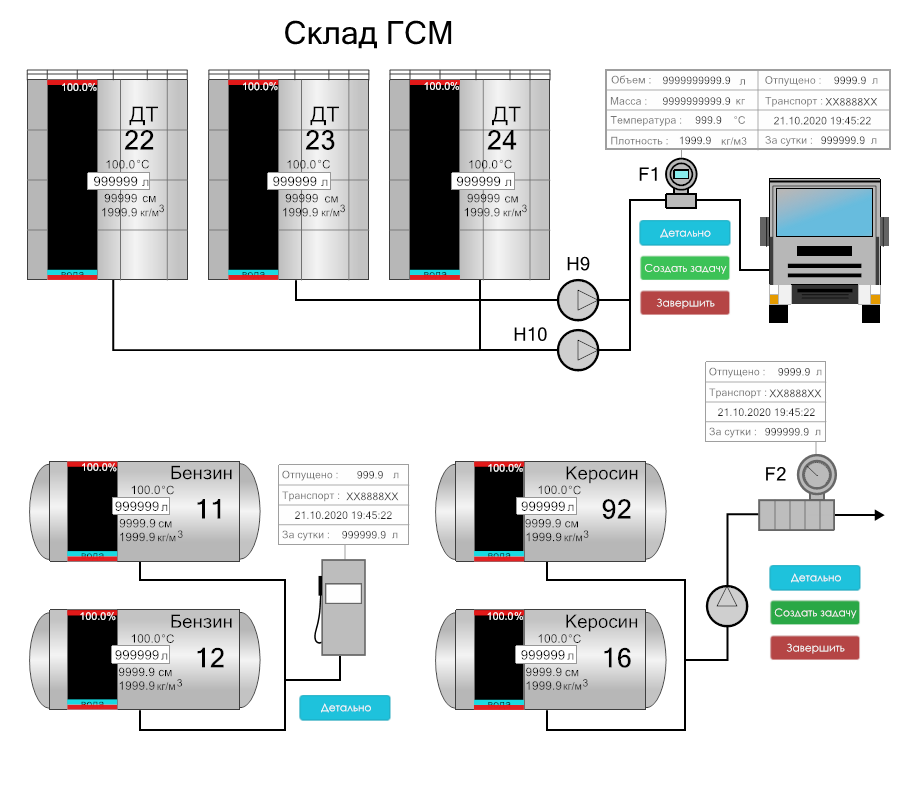 Склад ГСМ
100.0%
ДТ
22
100.0°C
999999 л
99999 см
1999.9 кг/м3
вода
100.0%
ДТ
23
100.0°C
999999 л
99999 см
1999.9 кг/м3
вода
100.0%
ДТ
24
100.0°C
999999 л
99999 см
1999.9 кг/м3
вода
Объем : 9999999999.9 л
Отпущено : 9999.9 л
Масса : 9999999999.9 кг
Транспорт : XX8888XX
Температура : 999.9 °C
21.10.2020 19:45:22
Плотность : 1999.9 кг/м3
За сутки : 999999.9 л
F1
Детально
Создать задачу
Завершить
Н9
Н10
Отпущено : 9999.9 л
Транспорт : XX8888XX
21.10.2020 19:45:22
За сутки : 999999.9 л
F2
Детально
Создать задачу
Завершить
100.0%
Бензин
11
100.0°C
999999 л
9999.9 см
1999.9 кг/м3
вода
Отпущено : 999.9 л
Транспорт : XX8888XX
21.10.2020 19:45:22
За сутки : 999999.9 л
100.0%
Керосин
92
100.0°C
999999 л
9999.9 см
1999.9 кг/м3
вода
100.0%
Бензин
12
100.0°C
999999 л
9999.9 см
1999.9 кг/м3
вода
Детально
100.0%
Керосин
16
100.0°C
999999 л
9999.9 см
1999.9 кг/м3
вода